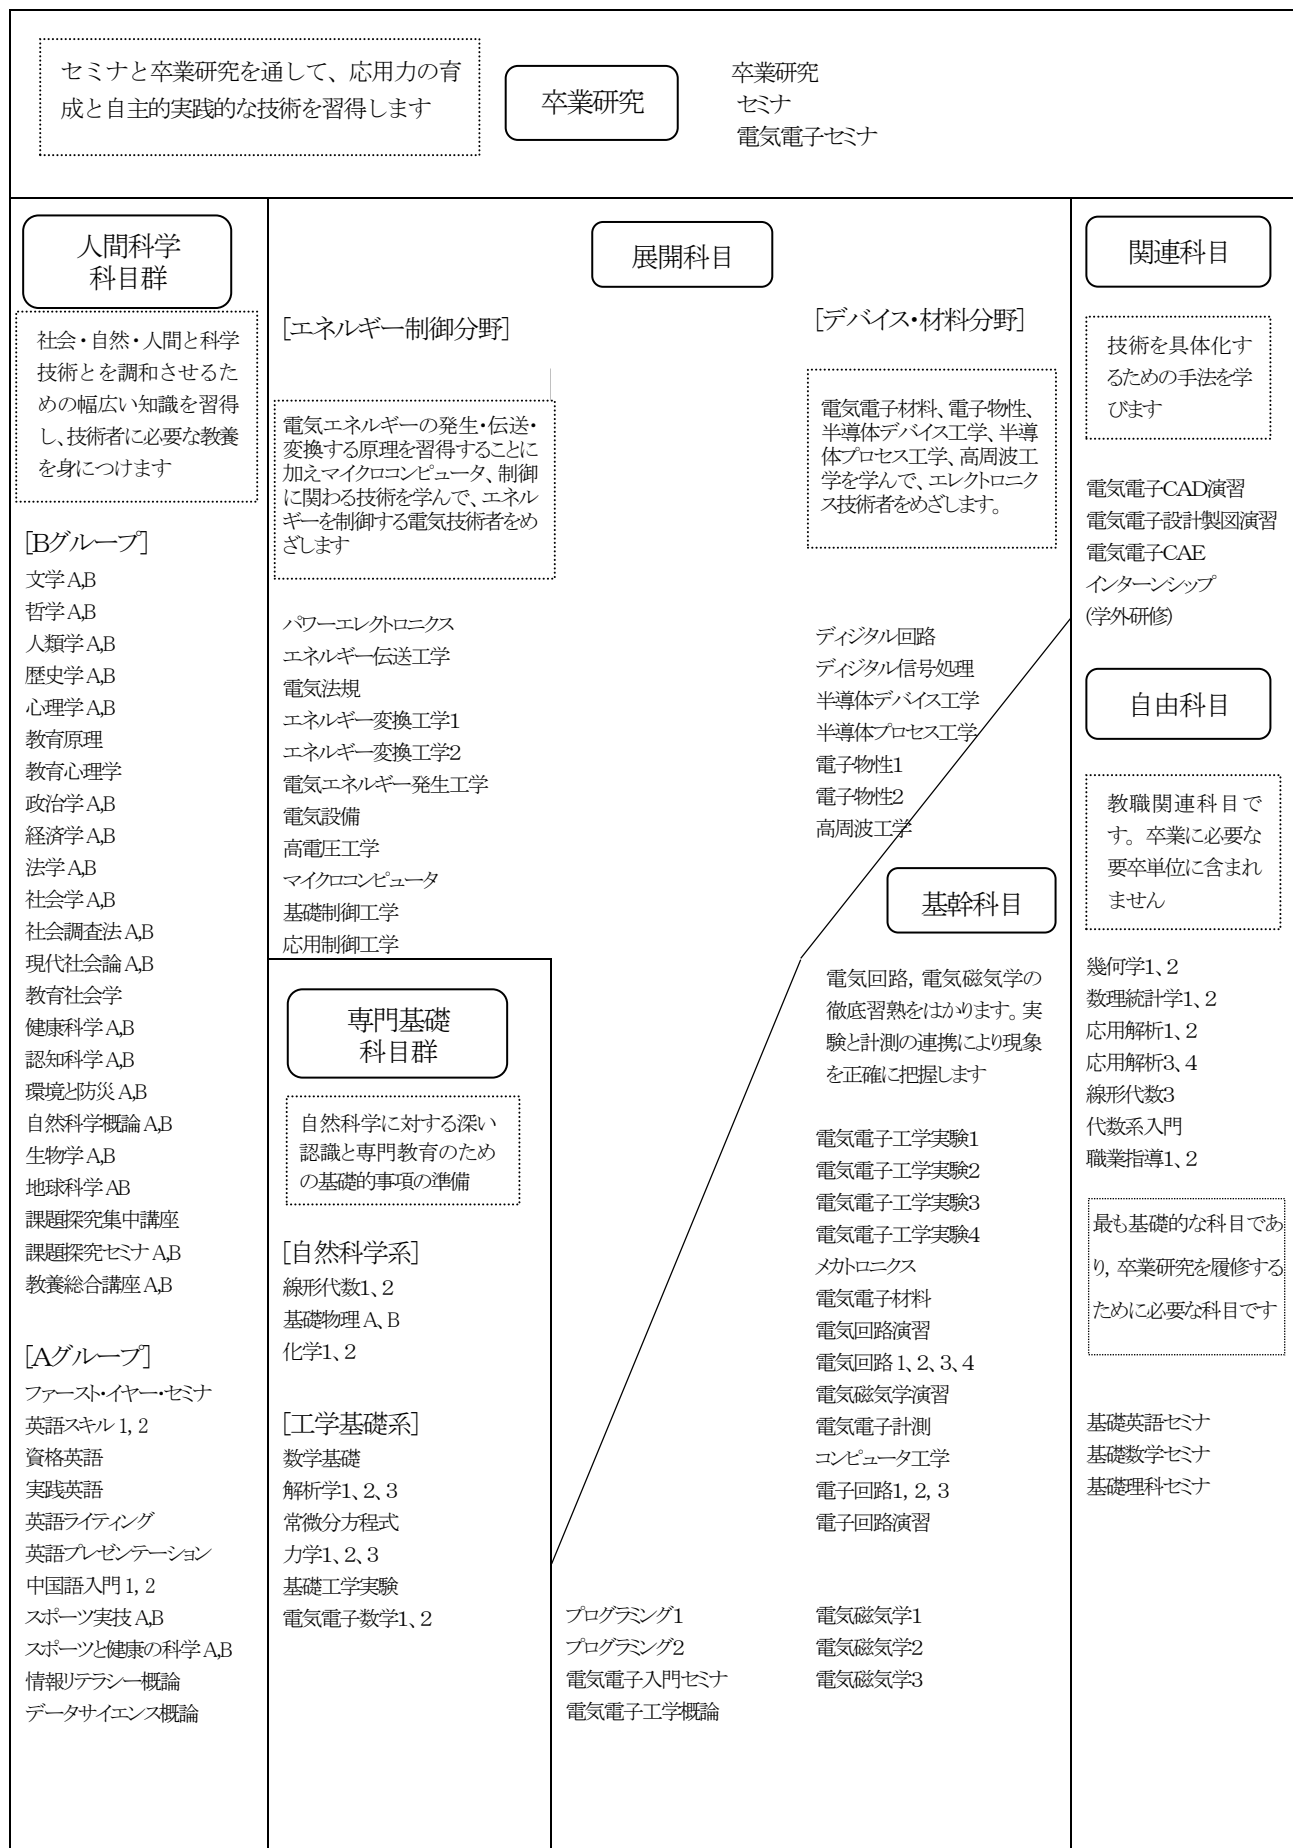 セミナと卒業研究を通して、応用力の育
成と自主的実践的な技術を習得します
卒業研究
卒業研究
セミナ
電気電子セミナ
人間科学
科目群
社会・自然・人間と科学
技術とを調和させるた
めの幅広い知識を習得
し、技術者に必要な教養
を身につけます
[Bグループ]
文学A,B
哲学A,B
人類学A,B
歴史学A,B
心理学A,B
教育原理
教育心理学
政治学A,B
経済学A,B
法学A,B
社会学A,B
社会調査法A,B
現代社会論A,B
教育社会学
健康科学A,B
認知科学A,B
環境と防災A,B
自然科学概論A,B
生物学A,B
地球科学AB
課題探究集中講座
課題探究セミナA,B
教養総合講座A,B
[Aグループ]
ファースト・イヤー・セミナ
英語スキル1, 2
資格英語
実践英語
英語ライティング
英語プレゼンテーション
中国語入門1, 2
スポーツ実技A,B
スポーツと健康の科学A,B
情報リテラシー概論
データサイエンス概論
展開科目
[エネルギー制御分野]
電気エネルギーの発生・伝送・
変換する原理を習得することに
加えマイクロコンピュータ、制御
に関わる技術を学んで、エネル
ギーを制御する電気技術者をめ
ざします
パワーエレクトロニクス
エネルギー伝送工学
電気法規
エネルギー変換工学1
エネルギー変換工学2
電気エネルギー発生工学
電気設備
高電圧工学
マイクロコンピュータ
基礎制御工学
応用制御工学
[デバイス・材料分野]
電気電子材料、電子物性、
半導体デバイス工学、半導
体プロセス工学、高周波工
学を学んで、エレクトロニク
ス技術者をめざします。
ディジタル回路
ディジタル信号処理
半導体デバイス工学
半導体プロセス工学
電子物性1
電子物性2
高周波工学
専門基礎
科目群
自然科学に対する深い
認識と専門教育のため
の基礎的事項の準備
[自然科学系]
線形代数1、2
基礎物理A、B
化学1、2
[工学基礎系]
数学基礎
解析学1、2、3
常微分方程式
力学1、2、3
基礎工学実験
電気電子数学1、2
基幹科目
電気回路, 電気磁気学の
徹底習熟をはかります。実
験と計測の連携により現象
を正確に把握します
電気電子工学実験1
電気電子工学実験2
電気電子工学実験3
電気電子工学実験4
メカトロニクス
電気電子材料
電気回路演習
電気回路1、2、3、4
電気磁気学演習
電気電子計測
コンピュータ工学
電子回路1, 2, 3
電子回路演習
プログラミング1
プログラミング2
電気電子入門セミナ
電気電子工学概論
電気磁気学1
電気磁気学2
電気磁気学3
関連科目
技術を具体化す
るための手法を学
びます
電気電子CAD演習
電気電子設計製図演習
電気電子CAE
インターンシップ
(学外研修)
自由科目
教職関連科目で
す。卒業に必要な
要卒単位に含まれ
ません
幾何学1、2
数理統計学1、2
応用解析1、2
応用解析3、4
線形代数3
代数系入門
職業指導1、2
最も基礎的な科目であ
り, 卒業研究を履修する
ために必要な科目です
基礎英語セミナ
基礎数学セミナ
基礎理科セミナ